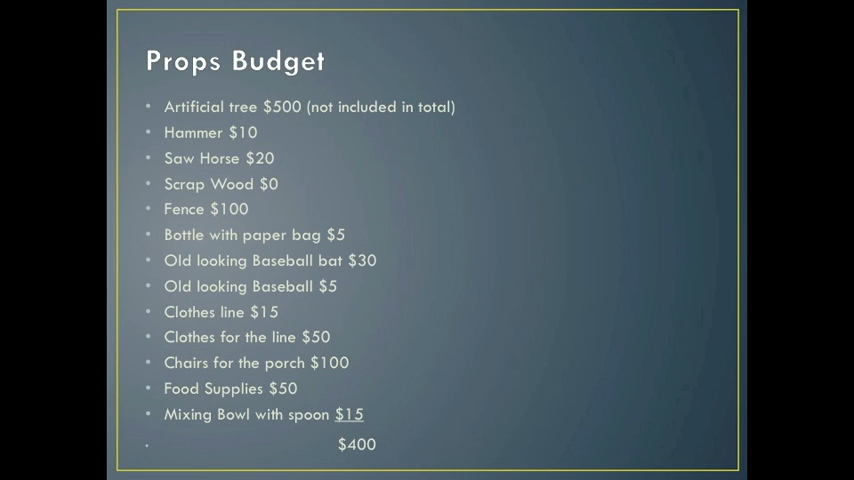 Props Budget
• Artificial tree $500 (not included in total)
• Hammer $10
• Saw Horse $20
• Scrap Wood $0
• Fence $100
• Bottle with paper bag $5
• Old looking Baseball bat $30
• Old looking Baseball $5
• Clothes line $15
• Clothes for the line $50
• Chairs for the porch $100
• Food Supplies $50
• Mixing Bowl with spoon $15
• $400